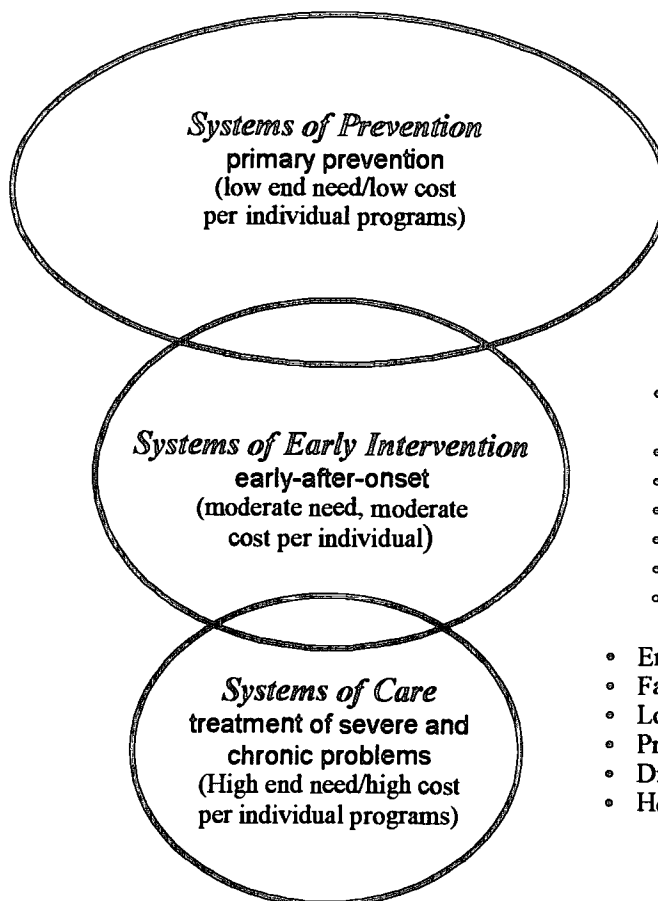 Systems of Prevention
primary prevention
(low end need/low cost
per individual programs)
Systems of Early Intervention
early-after-onset
(moderate need, moderate
cost per individual)
Systems of Care
treatment of severe and
chronic problems
(High end need/high cost
per individual programs)